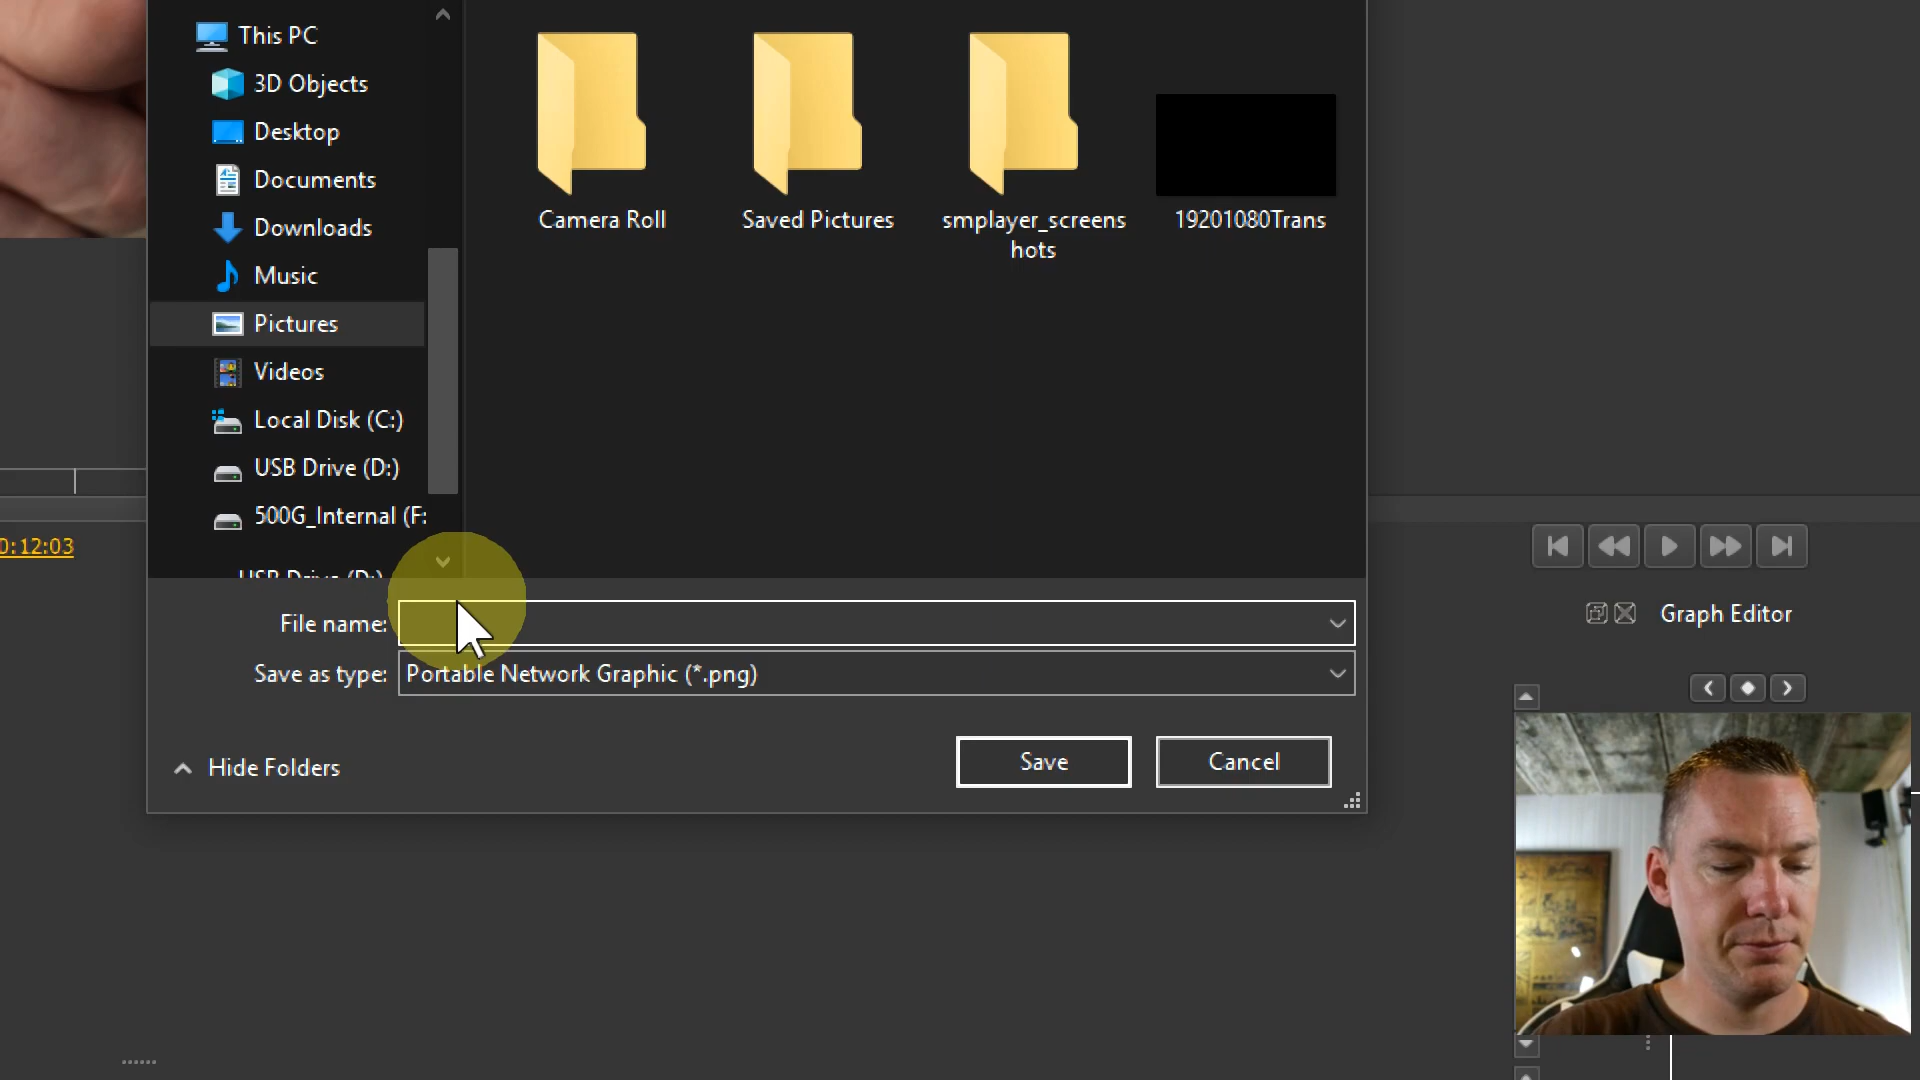 This PC
3D Objects
Desktop
Documents
Downloads
Music
Pictures
Videos
Local Disk (C:)
USB Drive (D:)
500G_Internal (F:
USB Drive (D:)
Camera Roll
Saved Pictures
smplayer_screens
hots
19201080Trans
0:12:03
File name:
Save as type: Portable Network Graphic (*.png)
Hide Folders
Save
Cancel
Graph Editor